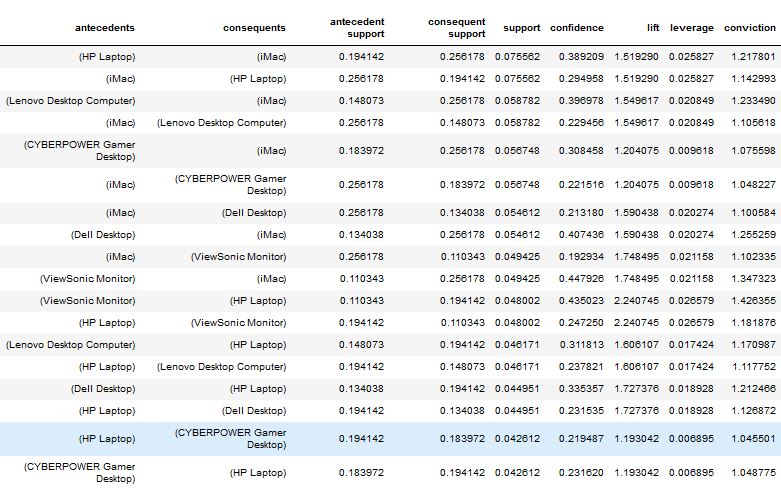 antecedents consequents antecedent support consequent support support confidence lift leverage conviction
(HP Laptop) (iMac) 0.194142 0.256178 0.075562 0.389209 1.519290 0.025827 1.217801
(iMac) (HP Laptop) 0.256178 0.194142 0.075562 0.294958 1.519290 0.025827 1.142993
(Lenovo Desktop Computer) (iMac) 0.148073 0.256178 0.058782 0.396978 1.549617 0.020849 1.233490
(iMac) (Lenovo Desktop Computer) 0.256178 0.148073 0.058782 0.229456 1.549617 0.020849 1.105618
(CYBERPOWER Gamer Desktop) (iMac) 0.183972 0.256178 0.056748 0.308458 1.204075 0.009618 1.075598
(iMac) (CYBERPOWER Gamer Desktop) 0.256178 0.183972 0.056748 0.221516 1.204075 0.009618 1.048227
(iMac) (Dell Desktop) 0.256178 0.134038 0.054612 0.213180 1.590438 0.020274 1.100584
(Dell Desktop) (iMac) 0.134038 0.256178 0.054612 0.407436 1.590438 0.020274 1.255259
(iMac) (ViewSonic Monitor) 0.256178 0.110343 0.049425 0.192934 1.748495 0.021158 1.102335
(ViewSonic Monitor) (iMac) 0.110343 0.256178 0.049425 0.447926 1.748495 0.021158 1.347323
(ViewSonic Monitor) (HP Laptop) 0.110343 0.194142 0.048002 0.435023 2.240745 0.026579 1.426355
(HP Laptop) (ViewSonic Monitor) 0.194142 0.110343 0.048002 0.247250 2.240745 0.026579 1.181876
(Lenovo Desktop Computer) (HP Laptop) 0.148073 0.194142 0.046171 0.311813 1.606107 0.017424 1.170987
(HP Laptop) (Lenovo Desktop Computer) 0.194142 0.148073 0.046171 0.237821 1.606107 0.017424 1.117752
(Dell Desktop) (HP Laptop) 0.134038 0.194142 0.044951 0.335357 1.727376 0.018928 1.212466
(HP Laptop) (Dell Desktop) 0.194142 0.134038 0.044951 0.231535 1.727376 0.018928 1.126872
(HP Laptop) (CYBERPOWER Gamer Desktop) 0.194142 0.183972 0.042612 0.219487 1.193042 0.006895 1.045501
(CYBERPOWER Gamer Desktop) (HP Laptop) 0.183972 0.194142 0.042612 0.231620 1.193042 0.006895 1.048775